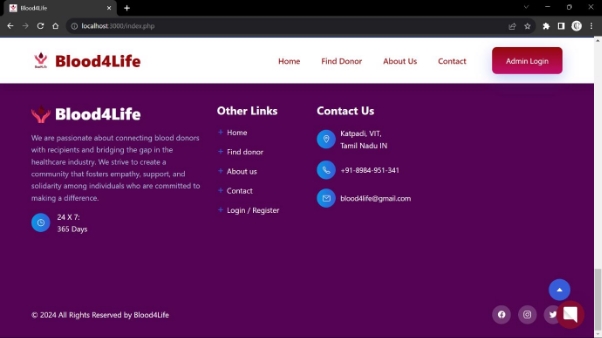 Blood4Life
localhost:3000/index.php
Blood4Life
Home
Find Donor
About Us
Contact
Admin Login
Blood4Life
We are passionate about connecting blood donors
with recipients and bridging the gap in the
healthcare industry. We strive to create a
community that fosters empathy, support, and
solidarity among individuals who are committed to
making a difference.
24 X 7:
365 Days
Other Links
+ Home
+ Find donor
+ About us
+ Contact
+ Login / Register
Contact Us
Katpadi, VIT,
Tamil Nadu IN
+91-8984-951-341
blood4life@gmail.com
© 2024 All Rights Reserved by Blood4Life